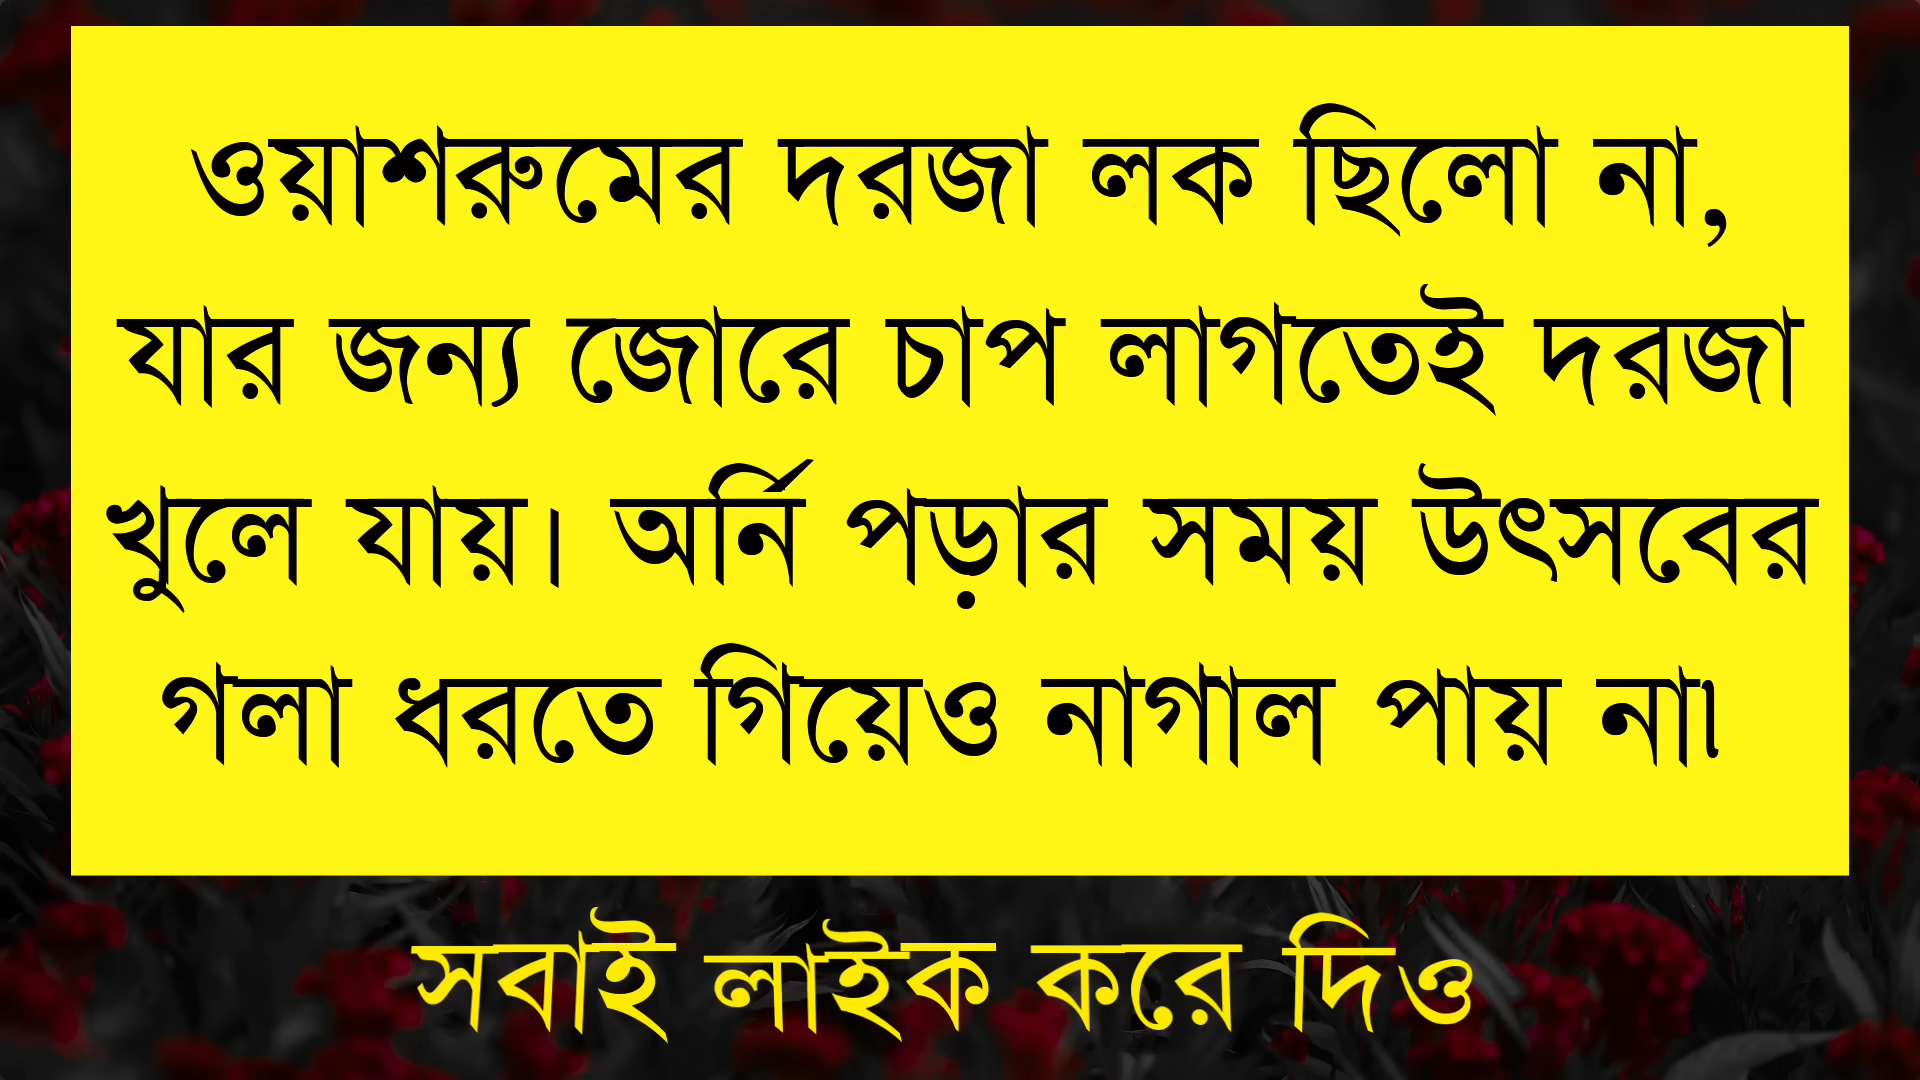 ওয়াশরুমের দরজা লক ছিলো না,
যার জন্য জোরে চাপ লাগতেই দরজা
খুলে যায়। অর্নি পড়ার সময় উৎসবের
গলা ধরতে গিয়েও নাগাল পায় না৷
সবাই লাইক করে দিও